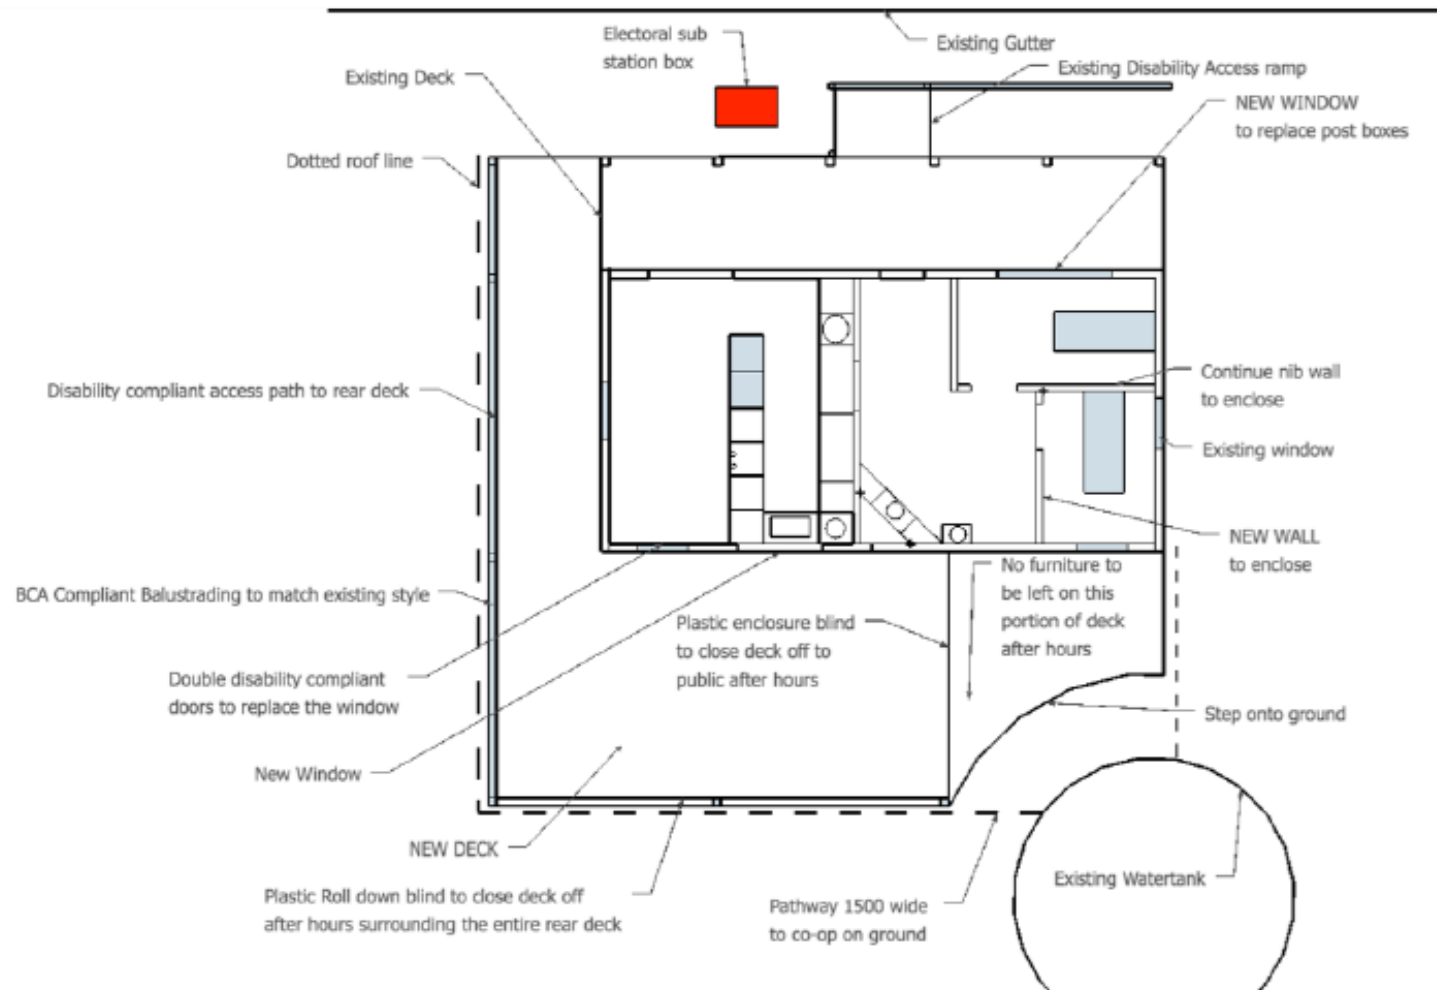 Electoral sub
station box
Existing Gutter
Existing Deck
Existing Disability Access ramp
NEW WINDOW
to replace post boxes
Dotted roof line
Disability compliant access path to rear deck
Continue nib wall
to enclose
Existing window
NEW WALL
to enclose
No furniture to
be left on this
portion of deck
after hours
BCA Compliant Balustrading to match existing style
Plastic enclosure blind
to close deck off to
public after hours
Double disability compliant
doors to replace the window
Step onto ground
New Window
NEW DECK
Plastic Roll down blind to close deck off
after hours surrounding the entire rear deck
Pathway 1500 wide
to co-op on ground
Existing Watertank